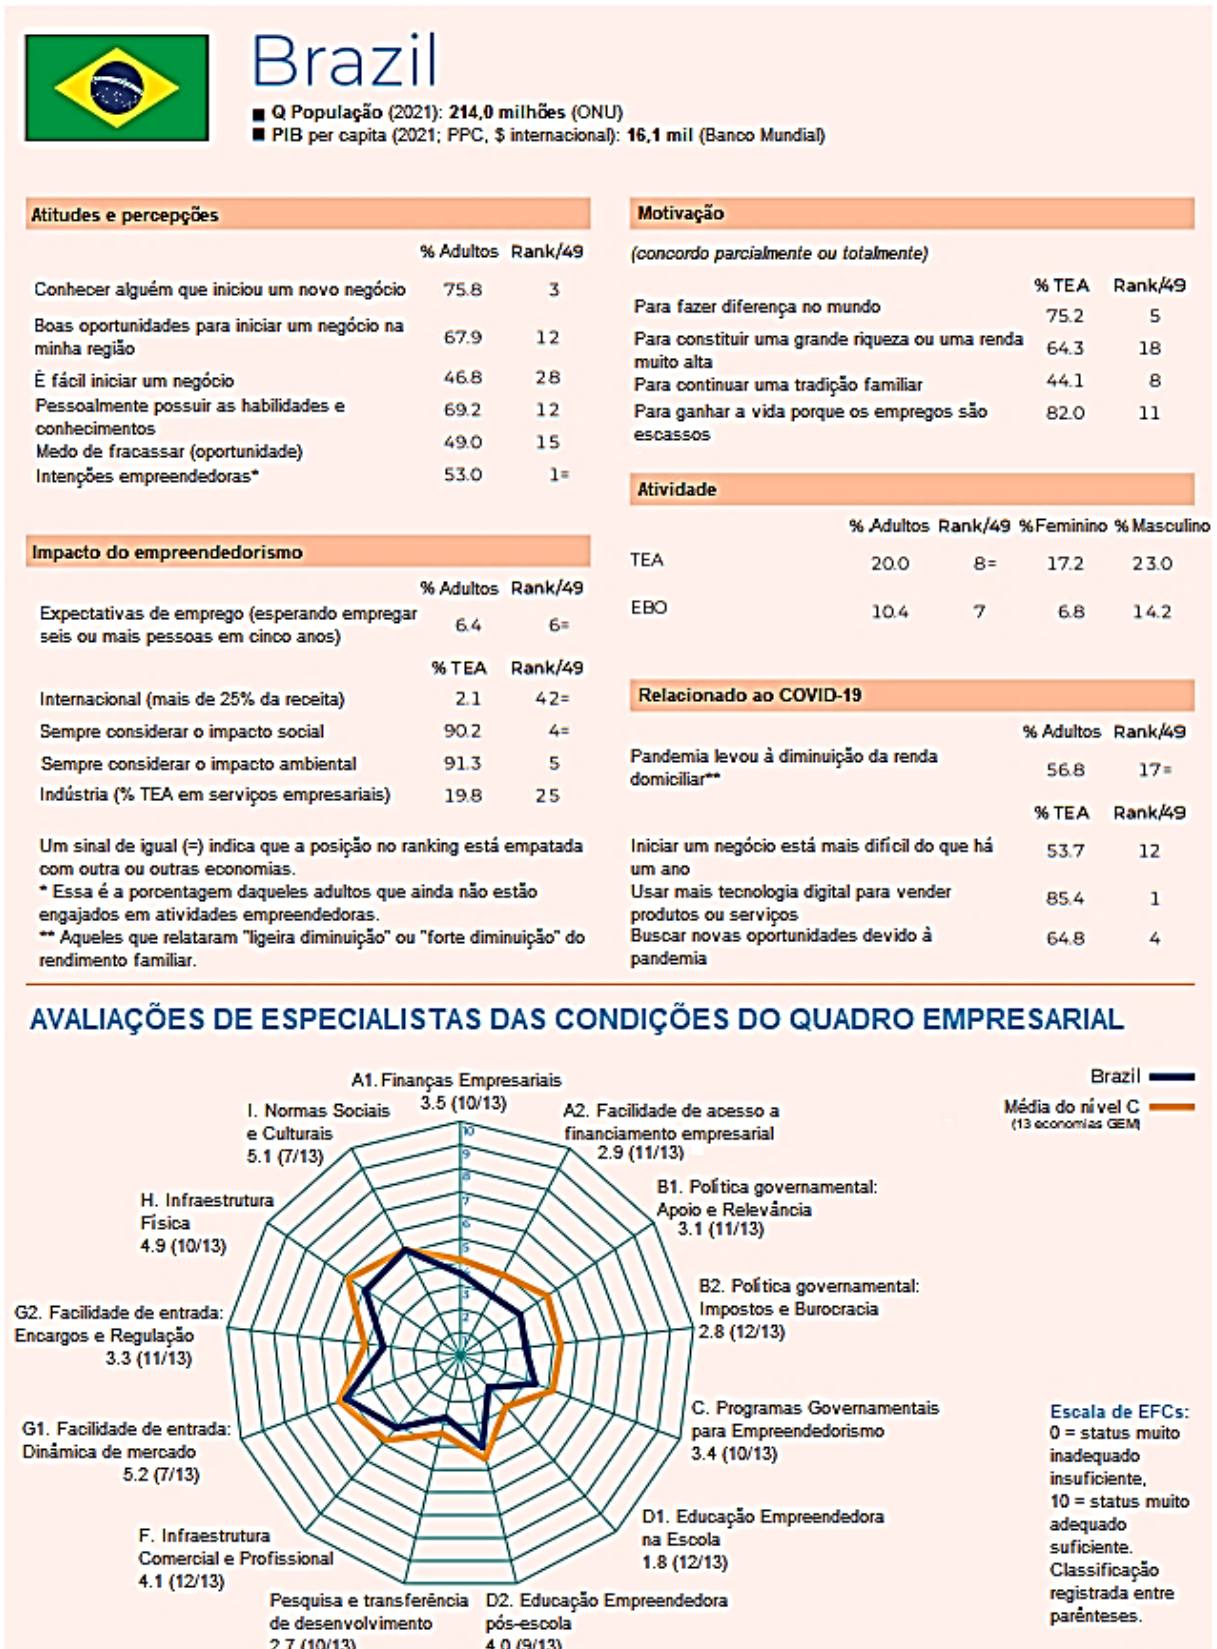 Brazil
■ Q População (2021): 214,0 milhões (ONU)
■ PIB per capita (2021; PPC, $ internacional): 16,1 mil (Banco Mundial)
Atitudes e percepções
% Adultos Rank/49
Conhecer alguém que iniciou um novo negócio 75.8 3
Boas oportunidades para iniciar um negócio na
minha região 67.9 12
É fácil iniciar um negócio 46.8 28
Pessoalmente possuir as habilidades e
conhecimentos 69.2 12
Medo de fracassar (oportunidade) 49.0 15
Intenções empreendedoras* 53.0 1=
Impacto do empreendedorismo
% Adultos Rank/49
Expectativas de emprego (esperando empregar
seis ou mais pessoas em cinco anos) 6.4 6=
% TEA Rank/49
Internacional (mais de 25% da receita) 2.1 42=
Sempre considerar o impacto social 90.2 4=
Sempre considerar o impacto ambiental 91.3 5
Indústria (% TEA em serviços empresariais) 19.8 25
Um sinal de igual (=) indica que a posição no ranking está empatada
com outra ou outras economias.
* Essa é a porcentagem daqueles adultos que ainda não estão
engajados em atividades empreendedoras.
** Aqueles que relataram "ligeira diminuição" ou "forte diminuição" do
rendimento familiar.
Motivação
(concordo parcialmente ou totalmente)
% TEA Rank/49
Para fazer diferença no mundo 75.2 5
Para constituir uma grande riqueza ou uma renda
muito alta 64.3 18
Para continuar uma tradição familiar 44.1 8
Para ganhar a vida porque os empregos são
escassos 82.0 11
Atividade
% Adultos Rank/49 %Feminino % Masculino
TEA 20.0 8= 17.2 23.0
EBO 10.4 7 6.8 14.2
Relacionado ao COVID-19
% Adultos Rank/49
Pandemia levou à diminuição da renda
domiciliar** 56.8 17=
% TEA Rank/49
Iniciar um negócio está mais difícil do que há
um ano 53.7 12
Usar mais tecnologia digital para vender
produtos ou serviços 85.4 1
Buscar novas oportunidades devido à
pandemia 64.8 4
AVALIAÇÕES DE ESPECIALISTAS DAS CONDIÇÕES DO QUADRO EMPRESARIAL
Brazil
Média do nível C
(13 economias GEM)
A1. Finanças Empresariais
3.5 (10/13)
A2. Facilidade de acesso a
financiamento empresarial
2.9 (11/13)
B1. Política governamental:
Apoio e Relevância
3.1 (11/13)
B2. Política governamental:
Impostos e Burocracia
2.8 (12/13)
C. Programas Governamentais
para Empreendedorismo
3.4 (10/13)
D1. Educação Empreendedora
na Escola
1.8 (12/13)
D2. Educação Empreendedora
pós-escola
4.0 (9/13)
Pesquisa e transferência
de desenvolvimento
2.7 (10/13)
F. Infraestrutura
Comercial e Profissional
4.1 (12/13)
G1. Facilidade de entrada:
Dinâmica de mercado
5.2 (7/13)
G2. Facilidade de entrada:
Encargos e Regulação
3.3 (11/13)
H. Infraestrutura
Física
4.9 (10/13)
I. Normas Sociais
e Culturais
5.1 (7/13)
10
9
8
7
6
5
4
3
2
1
Escala de EFCs:
0 = status muito
inadequado
insuficiente,
10 = status muito
adequado
suficiente.
Classificação
registrada entre
parênteses.